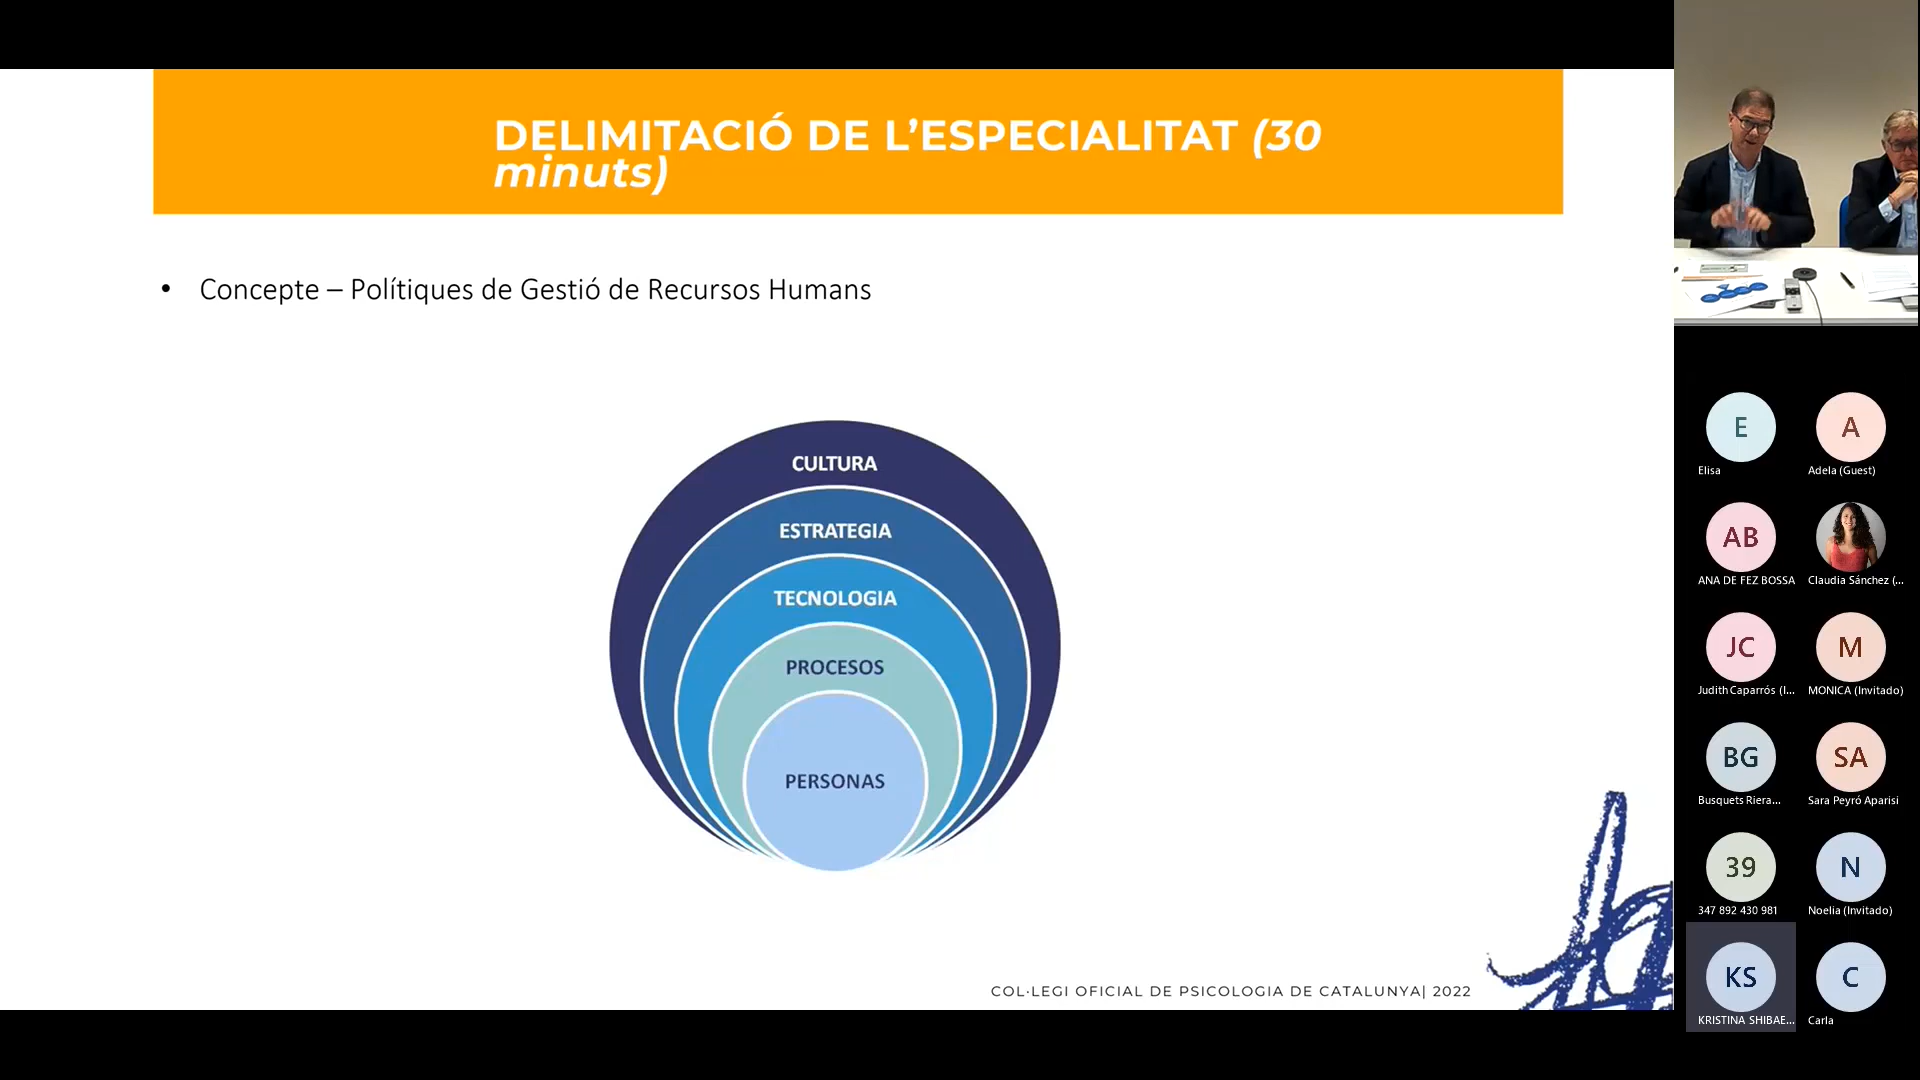 DELIMITACIÓ DE L’ESPECIALITAT (30
minuts)
• Concepte – Polítiques de Gestió de Recursos Humans
CULTURA
ESTRATEGIA
TECNOLOGIA
PROCESOS
PERSONAS
COL·LEGI OFICIAL DE PSICOLOGIA DE CATALUNYA| 2022
E
A
Elisa
Adela (Guest)
AB
ANA DE FEZ BOSSA
Claudia Sánchez (...
JC
M
Judith Caparrós (I...
MONICA (Invitado)
BG
SA
Busquets Riera...
Sara Peyró Aparisi
39
N
347 892 430 981
Noelia (Invitado)
KS
C
KRISTINA SHIBAE...
Carla